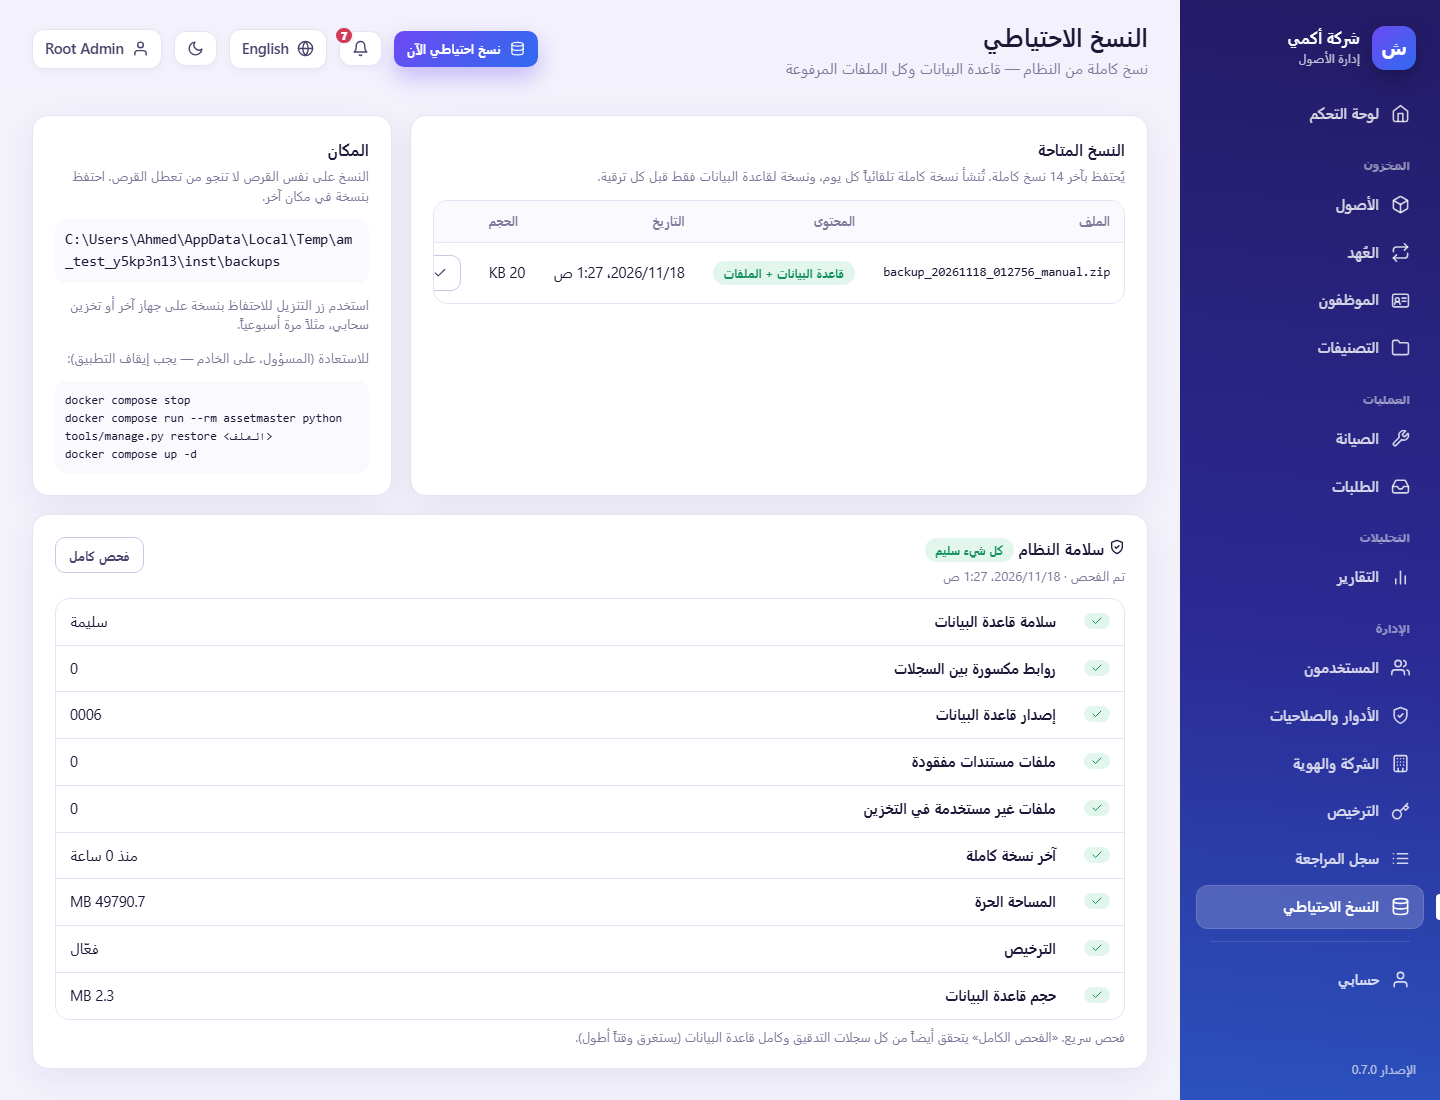 شركة أكمي
إدارة الأصول
ش
لوحة التحكم
المخزون
الأصول
العُهد
الموظفون
التصنيفات
العمليات
الصيانة
الطلبات
التحليلات
التقارير
الإدارة
المستخدمون
الأدوار والصلاحيات
الشركة والهوية
الترخيص
سجل المراجعة
النسخ الاحتياطي
حسابي
الإصدار 0.7.0
النسخ الاحتياطي
نسخ كاملة من النظام — قاعدة البيانات وكل الملفات المرفوعة
نسخ احتياطي الآن
7
English
Root Admin
النسخ المتاحة
يُحتفظ بآخر 14 نسخ كاملة. تُنشأ نسخة كاملة تلقائياً كل يوم، ونسخة لقاعدة البيانات فقط قبل كل ترقية.
الملف المحتوى التاريخ الحجم
backup_20261118_012756_manual.zip قاعدة البيانات + الملفات 2026/11/18، 1:27 ص 20 KB
المكان
النسخ على نفس القرص لا تنجو من تعطل القرص. احتفظ
بنسخة في مكان آخر.
C:\Users\Ahmed\AppData\Local\Temp\am
_test_y5kp3n13\inst\backups
استخدم زر التنزيل للاحتفاظ بنسخة على جهاز آخر أو تخزين
سحابي، مثلاً مرة أسبوعياً.
للاستعادة (المسؤول، على الخادم — يجب إيقاف التطبيق):
docker compose stop
docker compose run --rm assetmaster python
tools/manage.py restore <الملف>
docker compose up -d
سلامة النظام كل شيء سليم
تم الفحص · 2026/11/18، 1:27 ص
فحص كامل
سلامة قاعدة البيانات سليمة
روابط مكسورة بين السجلات 0
إصدار قاعدة البيانات 0006
ملفات مستندات مفقودة 0
ملفات غير مستخدمة في التخزين 0
آخر نسخة كاملة منذ 0 ساعة
المساحة الحرة 49790.7 MB
الترخيص فعّال
حجم قاعدة البيانات 2.3 MB
فحص سريع. «الفحص الكامل» يتحقق أيضاً من كل سجلات التدقيق وكامل قاعدة البيانات (يستغرق وقتاً أطول).